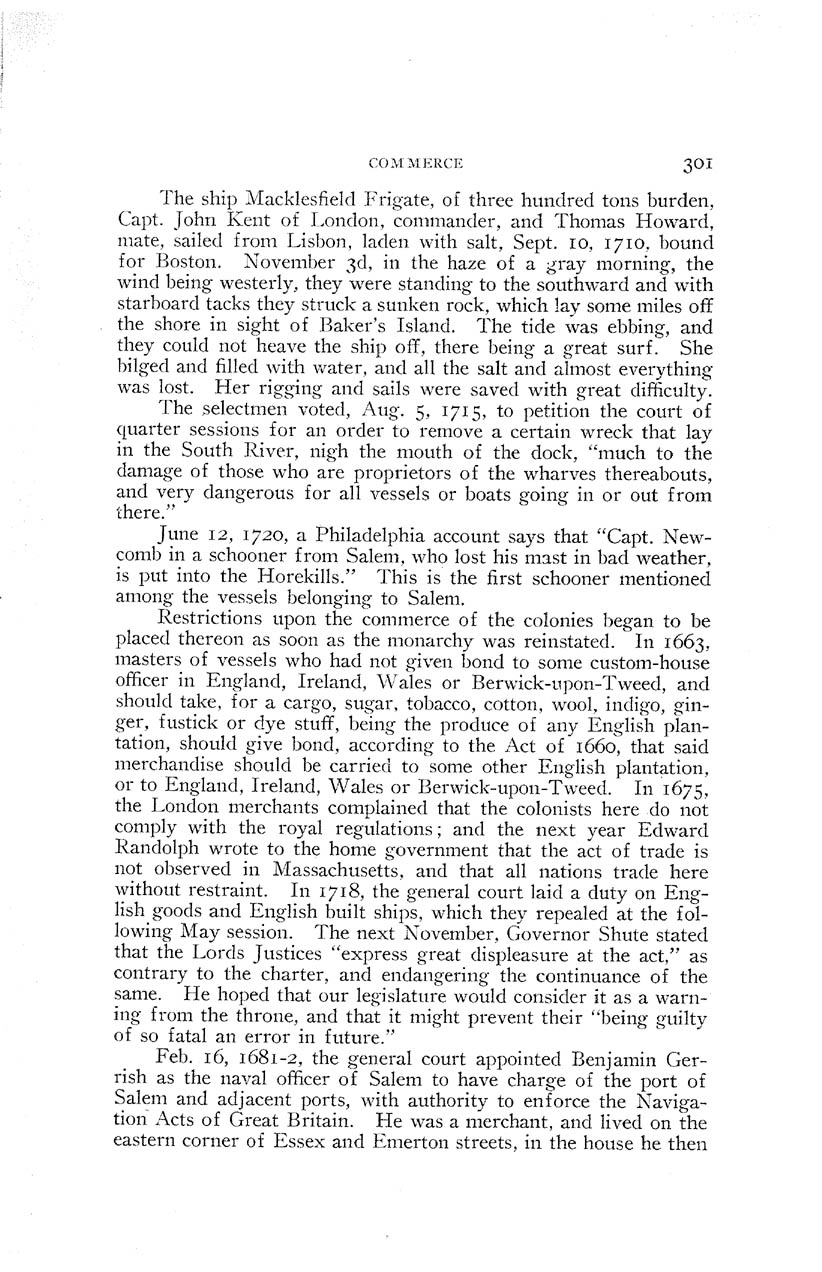 COMMERCE 301
The ship Macklesfield Frigate, of three hundred tons burden,
Capt. John Kent of London, commander, and Thomas Howard,
mate, sailed from Lisbon, laden with salt, Sept. 10, 1710, bound
for Boston. November 3d, in the haze of a gray morning, the
wind being westerly, they were standing to the southward and with
starboard tacks they struck a sunken rock, which lay some miles off
the shore in sight of Baker's Island. The tide was ebbing, and
they could not heave the ship off, there being a great surf. She
bilged and filled with water, and all the salt and almost everything
was lost. Her rigging and sails were saved with great difficulty.
The selectmen voted, Aug. 5, 1715, to petition the court of
quarter sessions for an order to remove a certain wreck that lay
in the South River, nigh the mouth of the dock, "much to the
damage of those who are proprietors of the wharves thereabouts,
and very dangerous for all vessels or boats going in or out from
there."
June 12, 1720, a Philadelphia account says that "Capt. New-
comb in a schooner from Salem, who lost his mast in bad weather,
is put into the Horekills." This is the first schooner mentioned
among the vessels belonging to Salem.
Restrictions upon the commerce of the colonies began to be
placed thereon as soon as the monarchy was reinstated. In 1663,
masters of vessels who had not given bond to some custom-house
officer in England, Ireland, Wales or Berwick-upon-Tweed, and
should take, for a cargo, sugar, tobacco, cotton, wool, indigo, gin-
ger, fustick or dye stuff, being the produce of any English plan-
tation, should give bond, according to the Act of 1660, that said
merchandise should be carried to some other English plantation,
or to England, Ireland, Wales or Berwick-upon-Tweed. In 1675,
the London merchants complained that the colonists here do not
comply with the royal regulations; and the next year Edward
Randolph wrote to the home government that the act of trade is
not observed in Massachusetts, and that all nations trade here
without restraint. In 1718, the general court laid a duty on Eng-
lish goods and English built ships, which they repealed at the fol-
lowing May session. The next November, Governor Shute stated
that the Lords Justices "express great displeasure at the act," as
contrary to the charter, and endangering the continuance of the
same. He hoped that our legislature would consider it as a warn-
ing from the throne, and that it might prevent their "being guilty
of so fatal an error in future."
Feb. 16, 1681-2, the general court appointed Benjamin Ger-
rish as the naval officer of Salem to have charge of the port of
Salem and adjacent ports, with authority to enforce the Naviga-
tion Acts of Great Britain. He was a merchant, and lived on the
eastern corner of Essex and Emerton streets, in the house he then